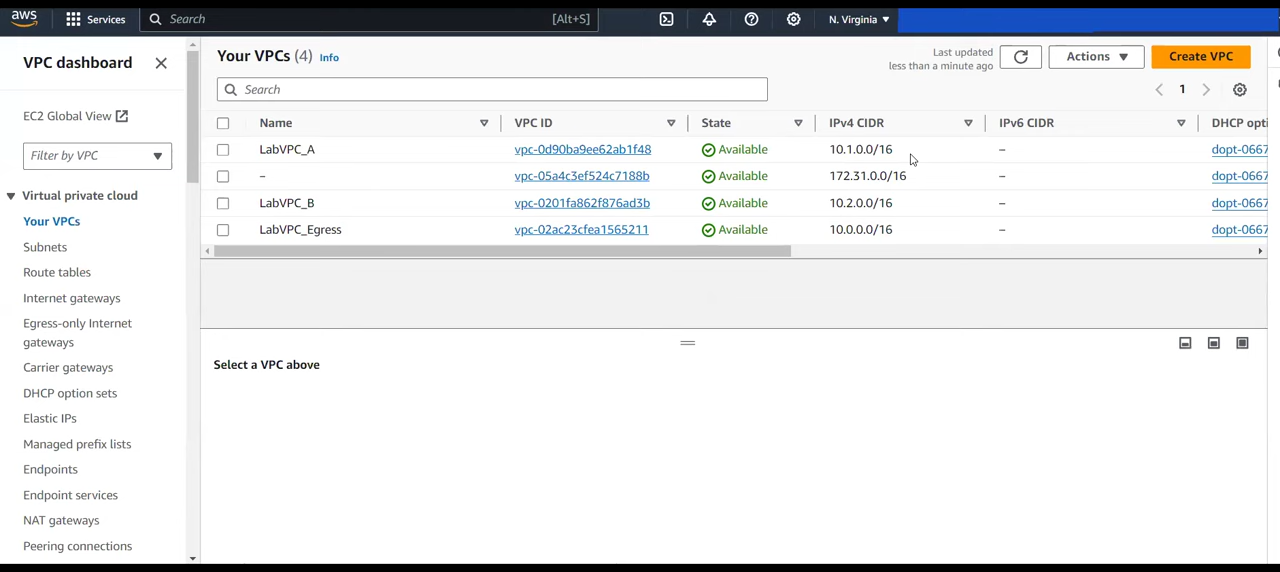 aws Services Search [Alt+S] N. Virginia
VPC dashboard
EC2 Global View
Filter by VPC
Virtual private cloud
Your VPCs
Subnets
Route tables
Internet gateways
Egress-only Internet
gateways
Carrier gateways
DHCP option sets
Elastic IPs
Managed prefix lists
Endpoints
Endpoint services
NAT gateways
Peering connections
Your VPCs (4) Info
Last updated
less than a minute ago
Actions
Create VPC
Search
1
Name VPC ID State IPv4 CIDR IPv6 CIDR DHCP opti
LabVPC_A vpc-0d90ba9ee62ab1f48 Available 10.1.0.0/16 – dopt-0667
– vpc-05a4c3ef524c7188b Available 172.31.0.0/16 – dopt-0667
LabVPC_B vpc-0201fa862f876ad3b Available 10.2.0.0/16 – dopt-0667
LabVPC_Egress vpc-02ac23cfea1565211 Available 10.0.0.0/16 – dopt-0667
Select a VPC above